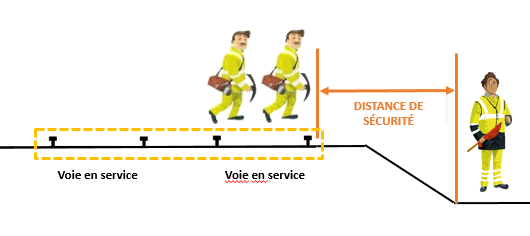 DISTANCE DE
SÉCURITÉ
Voie en service
Voie en service